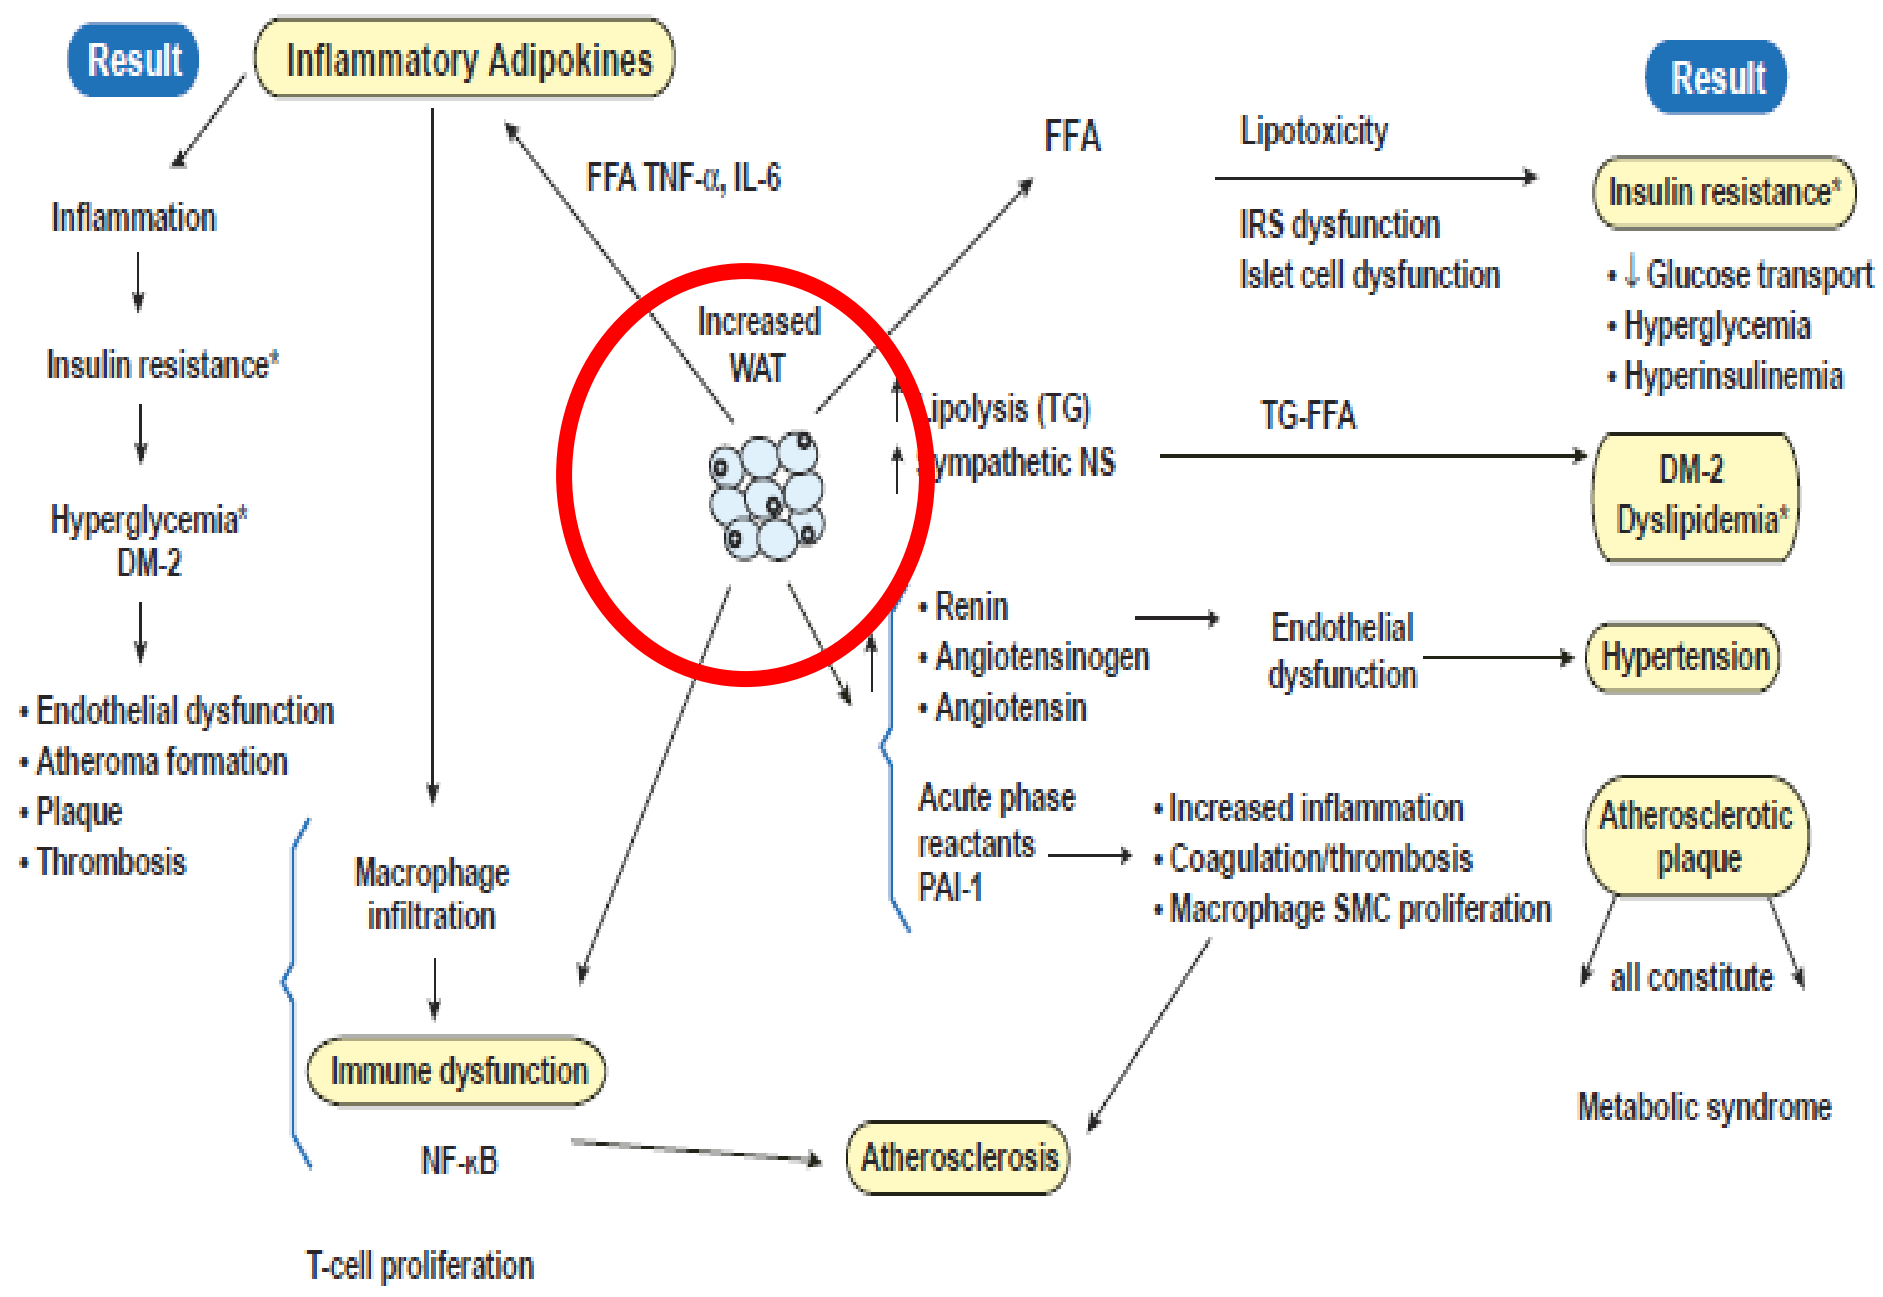 Result
Inflammatory Adipokines
Inflammation
Insulin resistance*
Hyperglycemia*
DM-2
• Endothelial dysfunction
• Atheroma formation
• Plaque
• Thrombosis
FFA TNF-α, IL-6
Increased
WAT
Macrophage
infiltration
Immune dysfunction
NF-κB
T-cell proliferation
Atherosclerosis
FFA
Lipotoxicity
IRS dysfunction
Islet cell dysfunction
Result
Insulin resistance*
• ↓ Glucose transport
• Hyperglycemia
• Hyperinsulinemia
↑ Lipolysis (TG)
↑ Sympathetic NS
TG-FFA
DM-2
Dyslipidemia*
• Renin
• Angiotensinogen
• Angiotensin
Endothelial
dysfunction
Hypertension
Acute phase
reactants
PAI-1
• Increased inflammation
• Coagulation/thrombosis
• Macrophage SMC proliferation
Atherosclerotic
plaque
all constitute
Metabolic syndrome